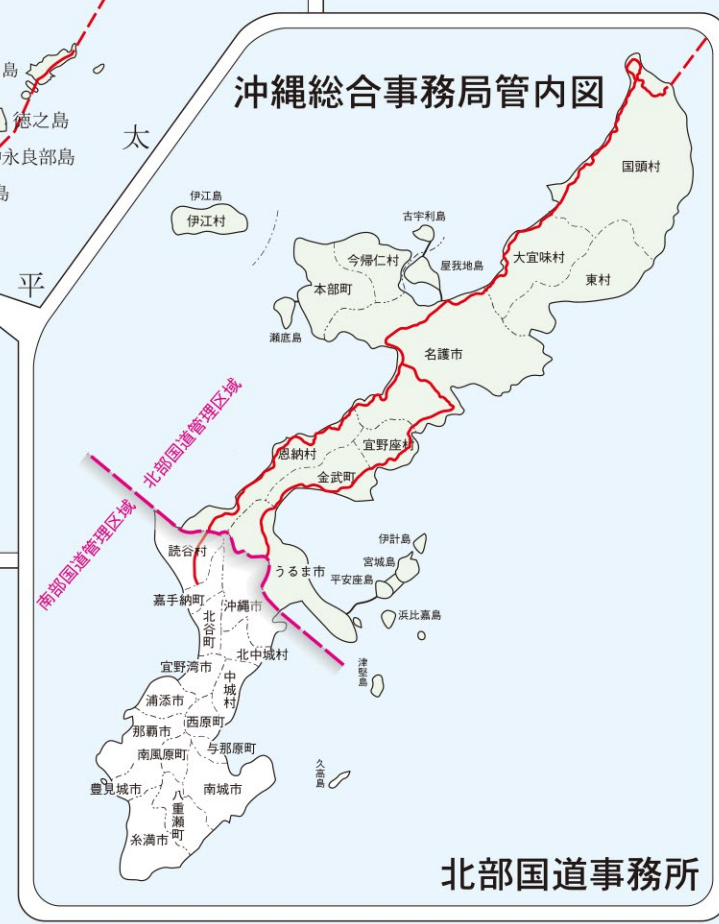 島
徳之島
永良部島
島
太
平
沖縄総合事務局管内図
国頭村
伊江島
伊江村
古宇利島
今帰仁村
屋我地島
大宜味村
東村
本部町
瀬底島
名護市
北部国道管理区域
南部国道管理区域
恩納村
宜野座村
金武町
読谷村
うるま市
伊計島
宮城島
平安座島
浜比嘉島
嘉手納町
沖縄市
北谷町
北中城村
津堅島
宜野湾市
中城村
浦添市
西原町
那覇市
与那原町
南風原町
久高島
豊見城市
南城市
八重瀬町
糸満市
北部国道事務所